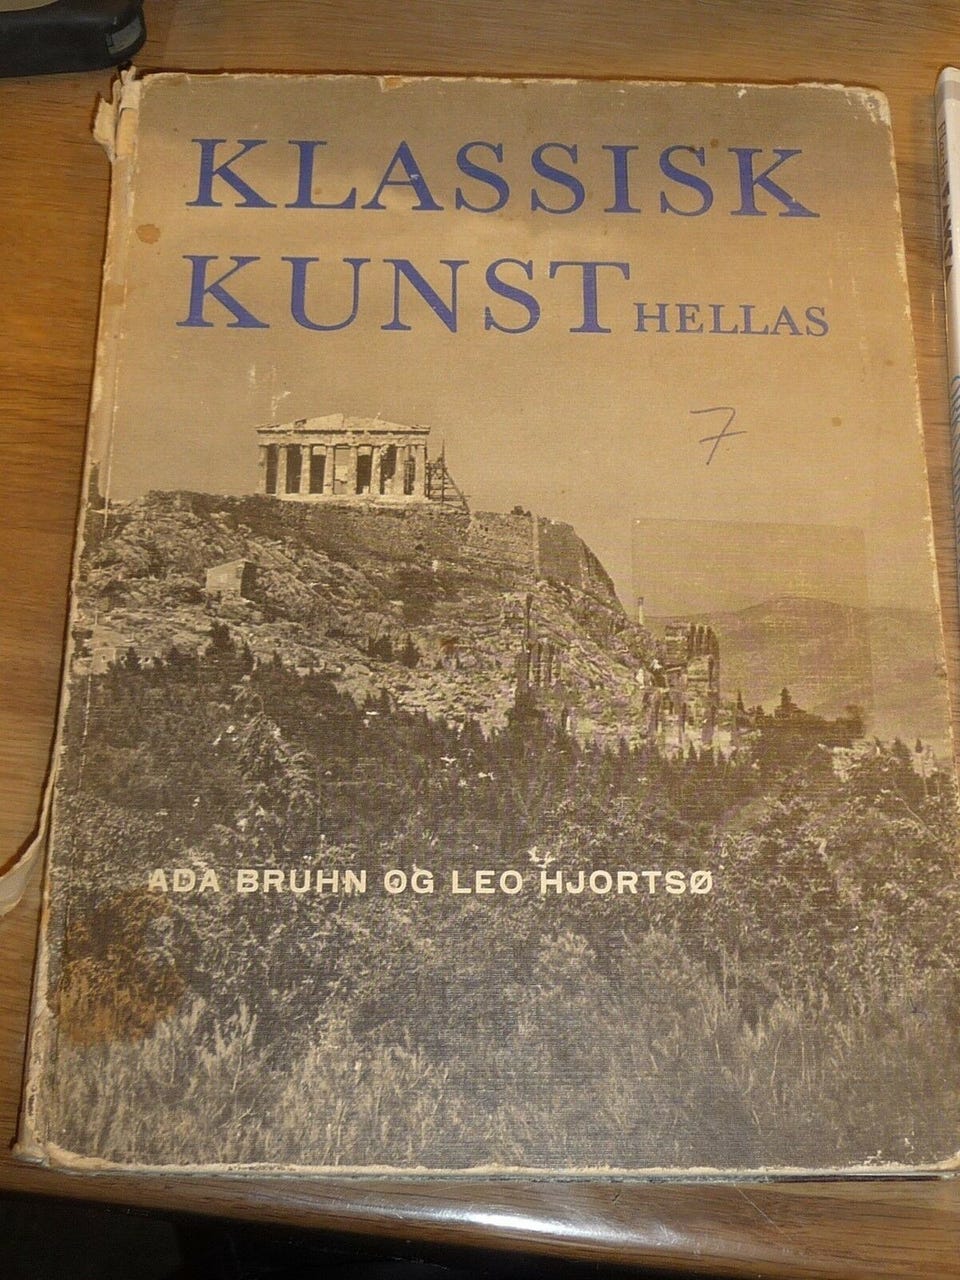 KLASSISK
KUNST HELLAS
7
ADA BRUHN OG LEO HJORTSØ